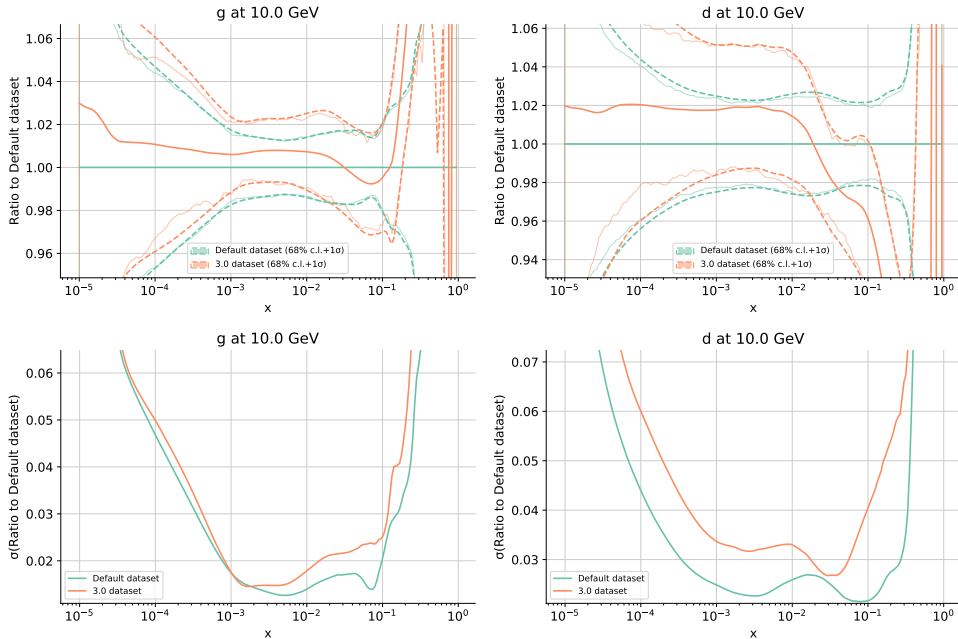 g at 10.0 GeV
Ratio to Default dataset
1.06
1.04
1.02
1.00
0.98
0.96
Default dataset (68% c.l.+1σ)
3.0 dataset (68% c.l.+1σ)
10⁻⁵ 10⁻⁴ 10⁻³ 10⁻² 10⁻¹ 10⁰
x
d at 10.0 GeV
Ratio to Default dataset
1.06
1.04
1.02
1.00
0.98
0.96
0.94
Default dataset (68% c.l.+1σ)
3.0 dataset (68% c.l.+1σ)
10⁻⁵ 10⁻⁴ 10⁻³ 10⁻² 10⁻¹ 10⁰
x
g at 10.0 GeV
σ(Ratio to Default dataset)
0.06
0.05
0.04
0.03
0.02
Default dataset
3.0 dataset
10⁻⁵ 10⁻⁴ 10⁻³ 10⁻² 10⁻¹ 10⁰
x
d at 10.0 GeV
σ(Ratio to Default dataset)
0.07
0.06
0.05
0.04
0.03
Default dataset
3.0 dataset
10⁻⁵ 10⁻⁴ 10⁻³ 10⁻² 10⁻¹ 10⁰
x